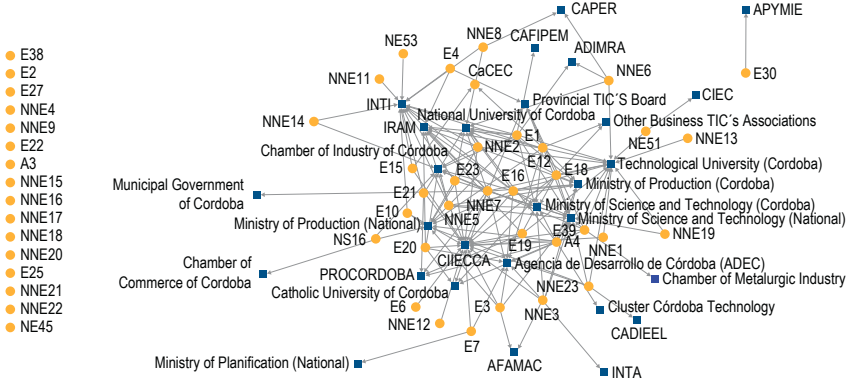 E38
E2
E27
NNE4
NNE9
E22
A3
NNE15
NNE16
NNE17
NNE18
NNE20
E25
NNE21
NNE22
NE45
CAPER
APYMIE
NNE8
NE53
CAFIPEM
E4
ADIMRA
CaCEC
NNE6
E30
NNE11
INTI
Provincial TIC´S Board
CIEC
National University of Cordoba
NNE14
IRAM
Other Business TIC´s Associations
E1
NE51
NNE13
NNE2
Chamber of Industry of Córdoba
E12
Technological University (Cordoba)
E15
E23
E18
Municipal Government
of Cordoba
E21
E16
Ministry of Production (Cordoba)
NNE7
Ministry of Science and Technology (Cordoba)
E10
NNE5
Ministry of Science and Technology (National)
Ministry of Production (National)
NS16
E39
NNE19
E20
E19
A4
NNE1
CIIECCA
Chamber of
Commerce of Cordoba
Agencia de Desarrollo de Córdoba (ADEC)
PROCORDOBA
Chamber of Metalurgic Industry
Catholic University of Cordoba
NNE23
E6
E3
NNE3
Cluster Córdoba Technology
NNE12
CADIEEL
E7
Ministry of Planification (National)
AFAMAC
INTA